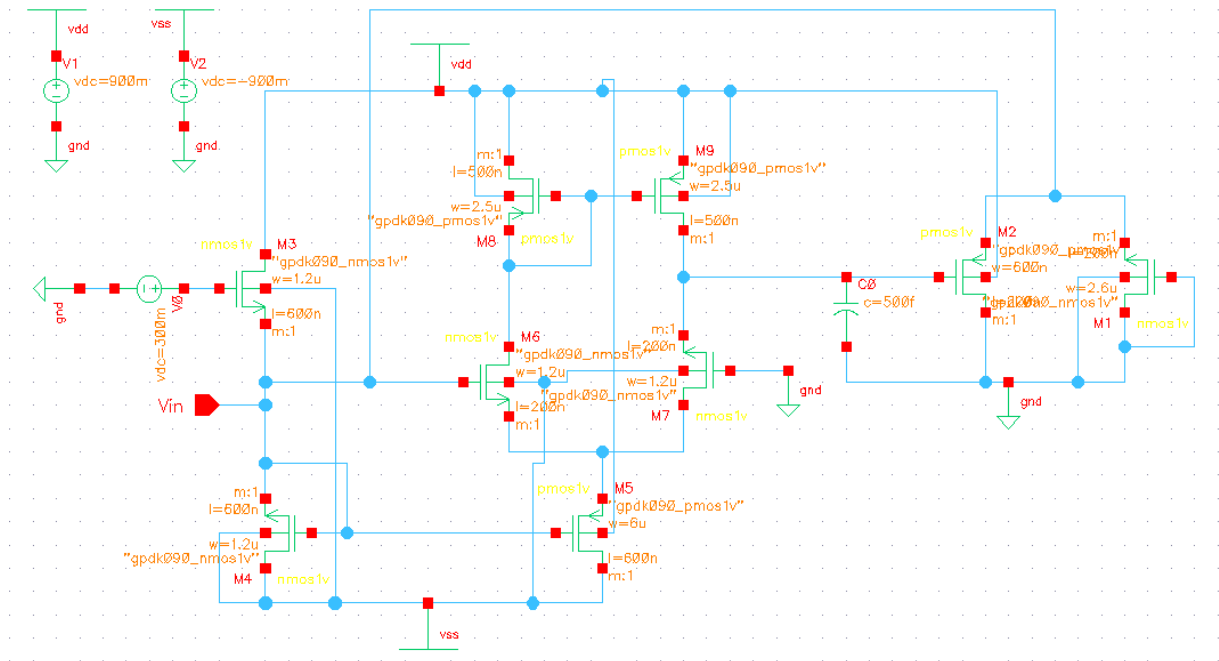 vdd
vss
V1
vdc=900m
V2
vdc=-900m
gnd
gnd
vdd
m:1
l=500n
w=2.5u
"gpdk090_pmos1v"
M8
pmos1v
pmos1v
M9
"gpdk090_pmos1v"
w=2.5u
l=500n
m:1
nmos1v
M3
"gpdk090_nmos1v"
w=1.2u
l=600n
m:1
gnd
V0
vdc=300m
Vin
nmos1v
M6
"gpdk090_nmos1v"
w=1.2u
l=200n
m:1
m:1
l=200n
w=1.2u
"gpdk090_nmos1v"
M7
nmos1v
gnd
C0
c=500f
pmos1v
M2
"gpdk090_pmos1v"
w=600n
m:1
m:1
w=2.6u
M1
nmos1v
gnd
m:1
l=600n
w=1.2u
"gpdk090_nmos1v"
M4
nmos1v
pmos1v
M5
"gpdk090_pmos1v"
w=6u
l=600n
m:1
vss